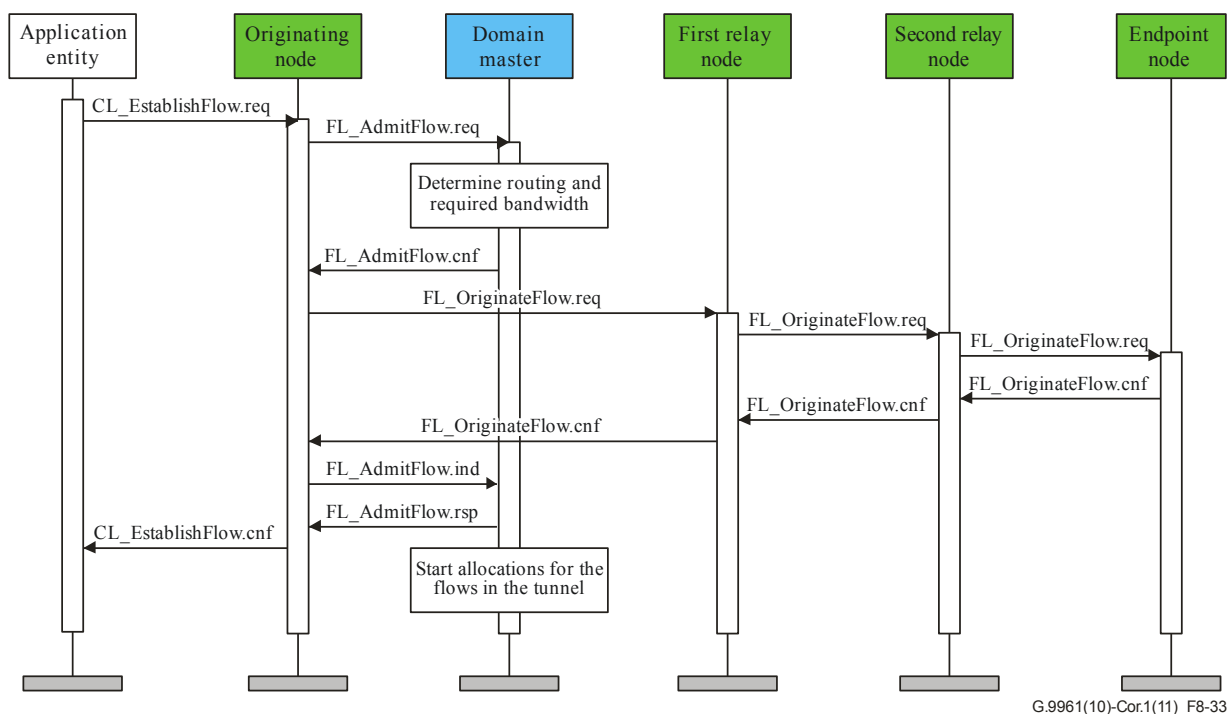 Application
entity
Originating
node
Domain
master
First relay
node
Second relay
node
Endpoint
node
CL_EstablishFlow.req
FL_AdmitFlow.req
Determine routing and
required bandwidth
FL_AdmitFlow.cnf
FL_OriginateFlow.req
FL_OriginateFlow.req
FL_OriginateFlow.req
FL_OriginateFlow.cnf
FL_OriginateFlow.cnf
FL_OriginateFlow.cnf
FL_AdmitFlow.ind
FL_AdmitFlow.rsp
CL_EstablishFlow.cnf
Start allocations for the
flows in the tunnel
G.9961(10)-Cor.1(11)_F8-33